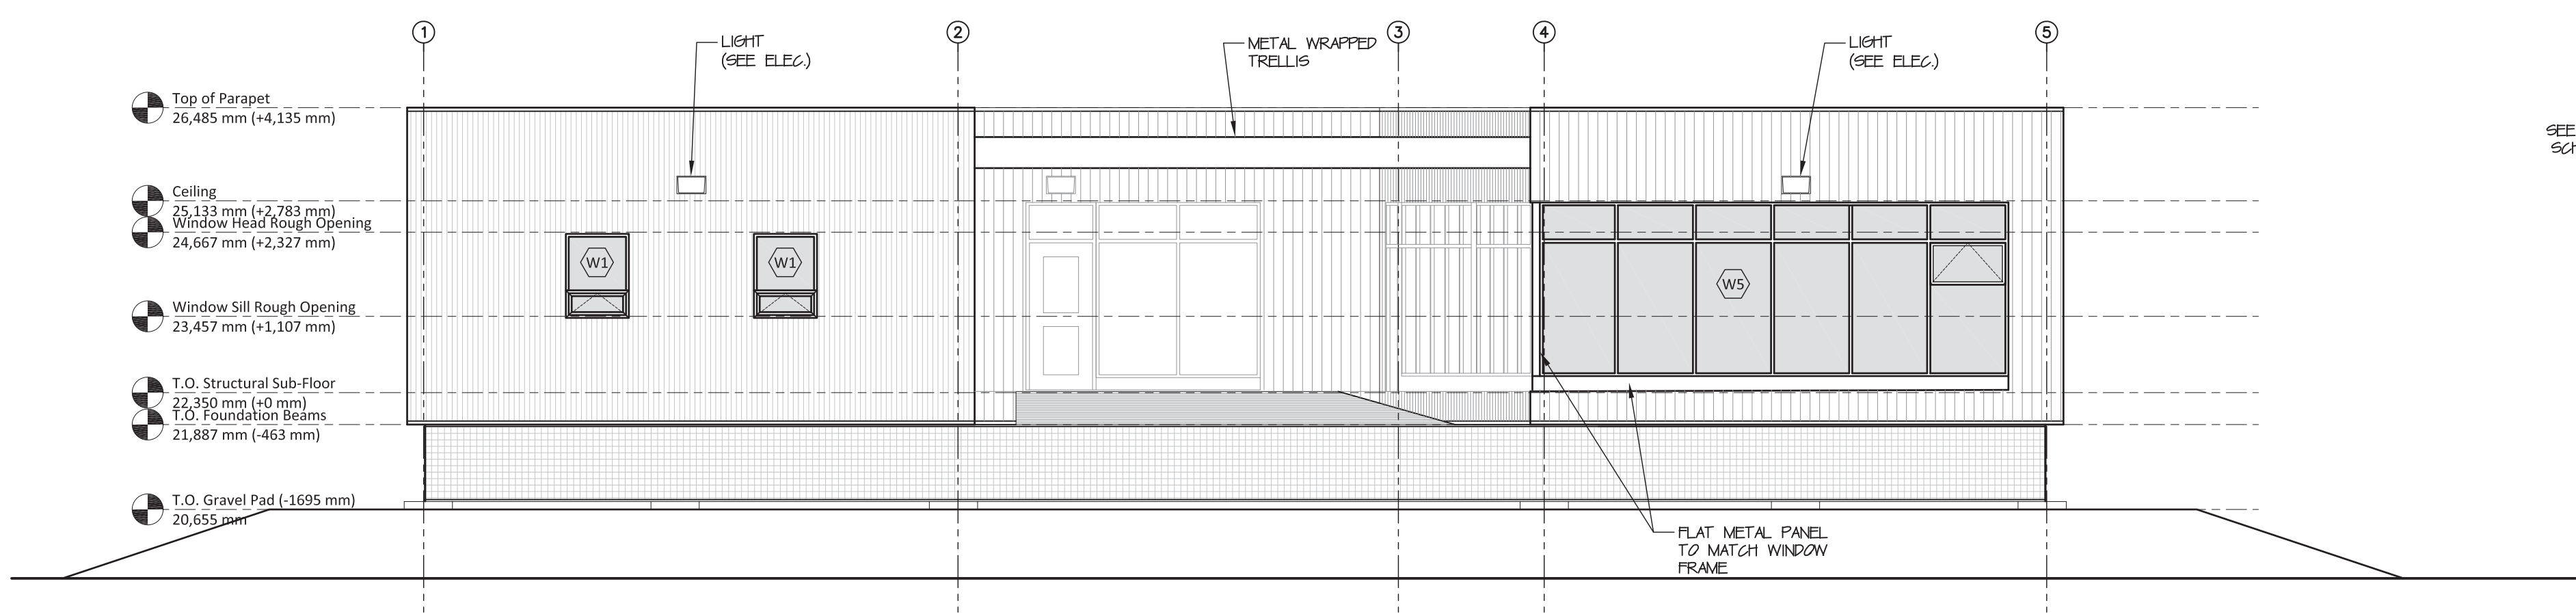 1
2
3
4
5
LIGHT
(SEE ELEC.)
METAL WRAPPED
TRELLIS
LIGHT
(SEE ELEC.)
Top of Parapet
26,485 mm (+4,135 mm)
SEE
Ceiling
25,133 mm (+2,783 mm)
Window Head Rough Opening
24,667 mm (+2,327 mm)
W1
W1
W5
Window Sill Rough Opening
23,457 mm (+1,107 mm)
T.O. Structural Sub-Floor
22,350 mm (+0 mm)
T.O. Foundation Beams
21,887 mm (-463 mm)
T.O. Gravel Pad (-1695 mm)
20,655 mm
FLAT METAL PANEL
TO MATCH WINDOW
FRAME